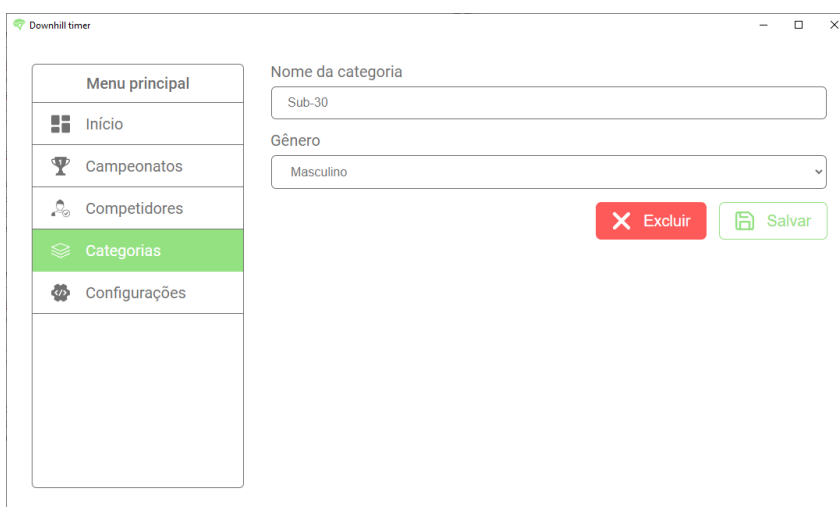 Downhill timer
Menu principal
Início
Campeonatos
Competidores
Categorias
Configurações
Nome da categoria
Sub-30
Gênero
Masculino
Excluir
Salvar